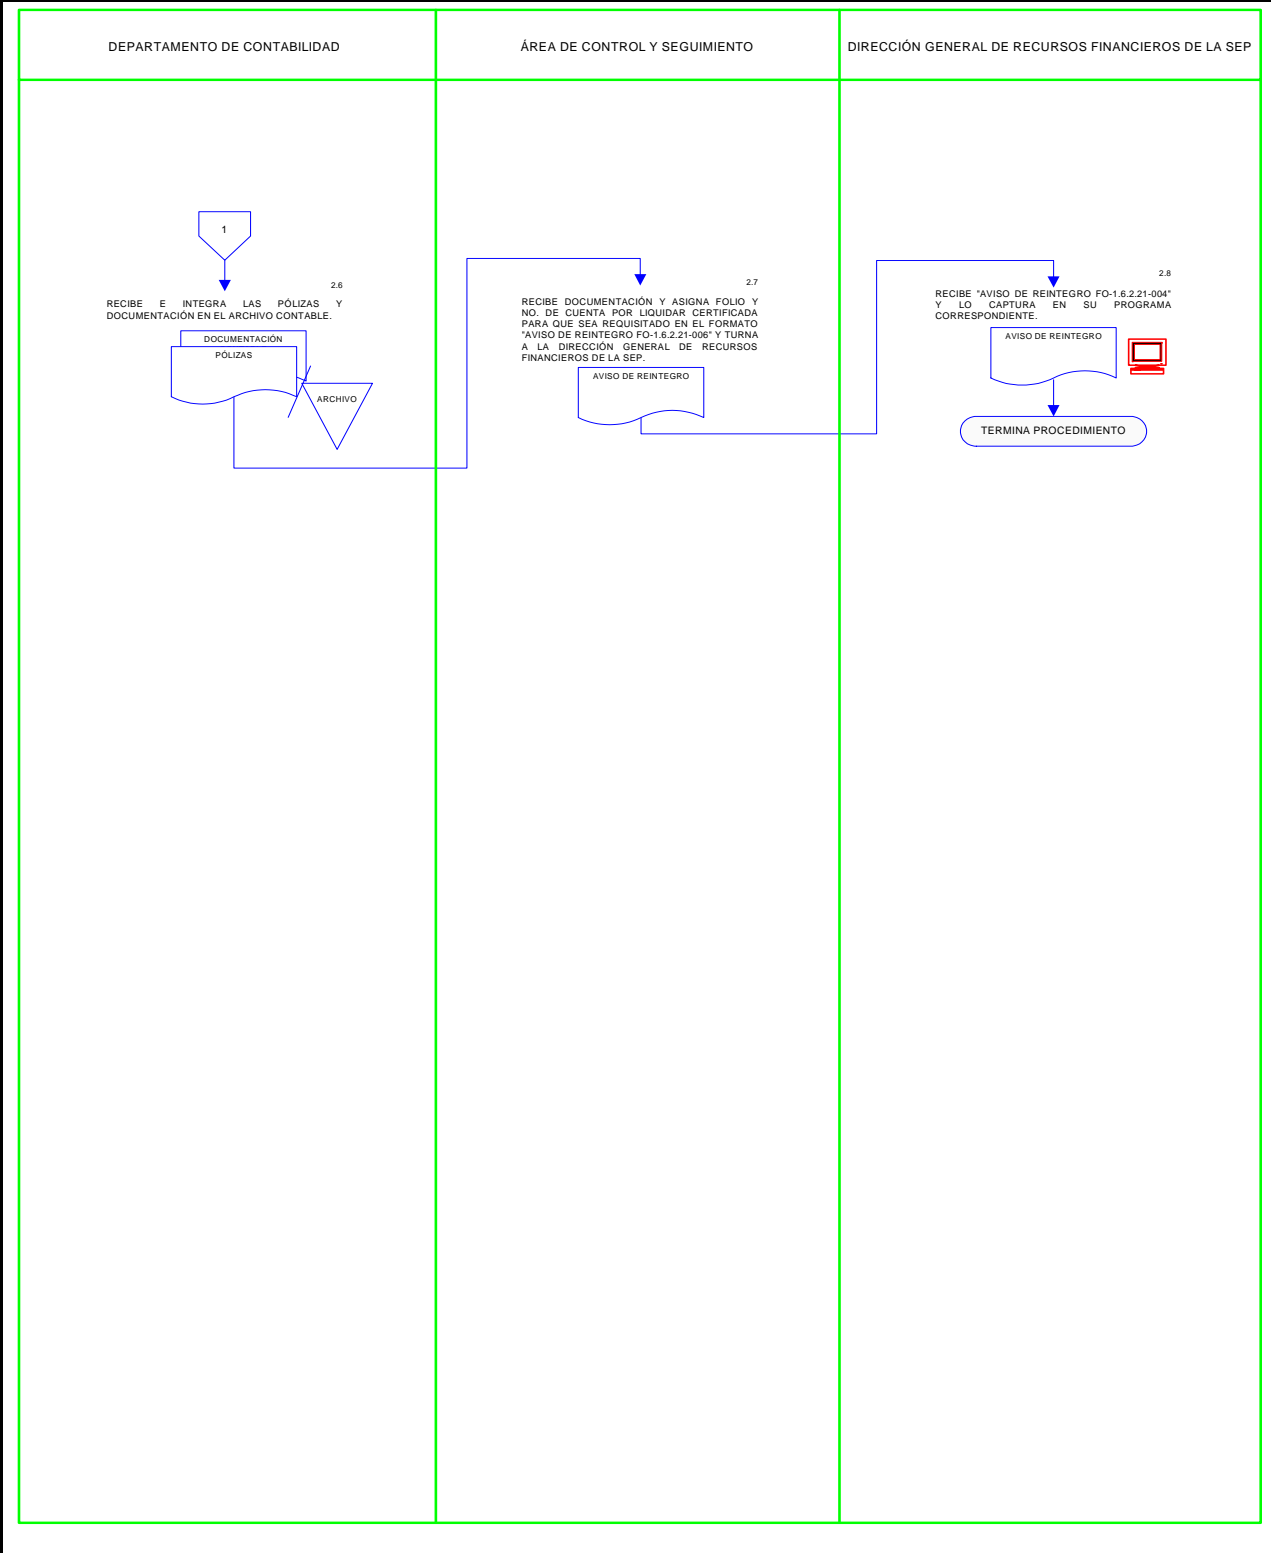 DEPARTAMENTO DE CONTABILIDAD
ÁREA DE CONTROL Y SEGUIMIENTO
DIRECCIÓN GENERAL DE RECURSOS FINANCIEROS DE LA SEP
1
2.6
RECIBE E INTEGRA LAS PÓLIZAS Y
DOCUMENTACIÓN EN EL ARCHIVO CONTABLE.
DOCUMENTACIÓN
PÓLIZAS
ARCHIVO
2.7
RECIBE DOCUMENTACIÓN Y ASIGNA FOLIO Y
NO. DE CUENTA POR LIQUIDAR CERTIFICADA
PARA QUE SEA REQUISITADO EN EL FORMATO
"AVISO DE REINTEGRO FO-1.6.2.21-006" Y TURNA
A LA DIRECCIÓN GENERAL DE RECURSOS
FINANCIEROS DE LA SEP.
AVISO DE REINTEGRO
2.8
RECIBE "AVISO DE REINTEGRO FO-1.6.2.21-004"
Y LO CAPTURA EN SU PROGRAMA
CORRESPONDIENTE.
AVISO DE REINTEGRO
TERMINA PROCEDIMIENTO